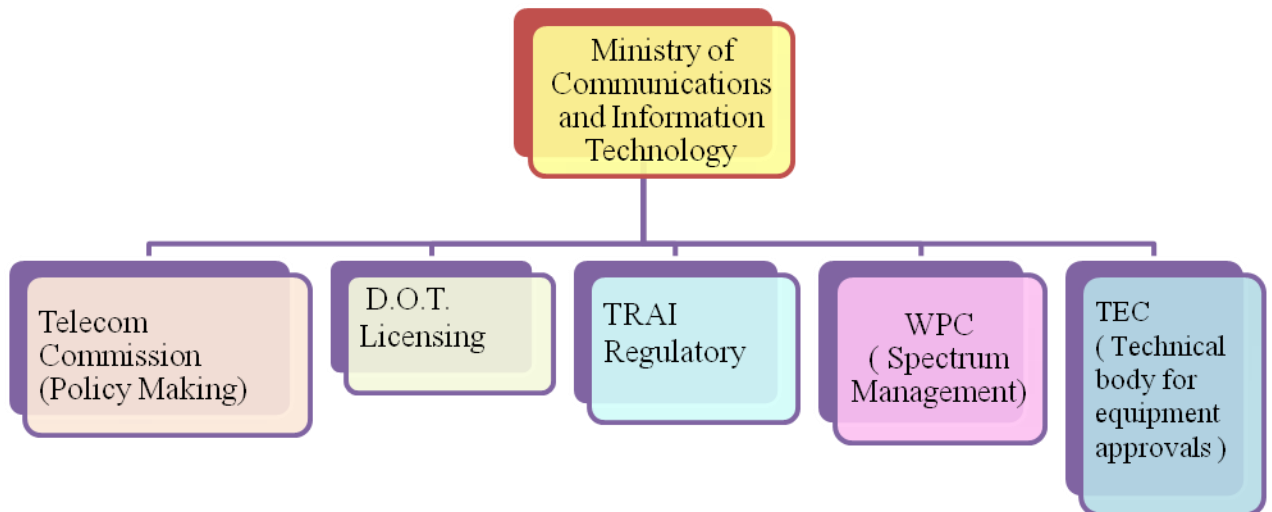 Ministry of
Communications
and Information
Technology
Telecom
Commission
(Policy Making)
D.O.T.
Licensing
TRAI
Regulatory
WPC
( Spectrum
Management)
TEC
( Technical
body for
equipment
approvals )